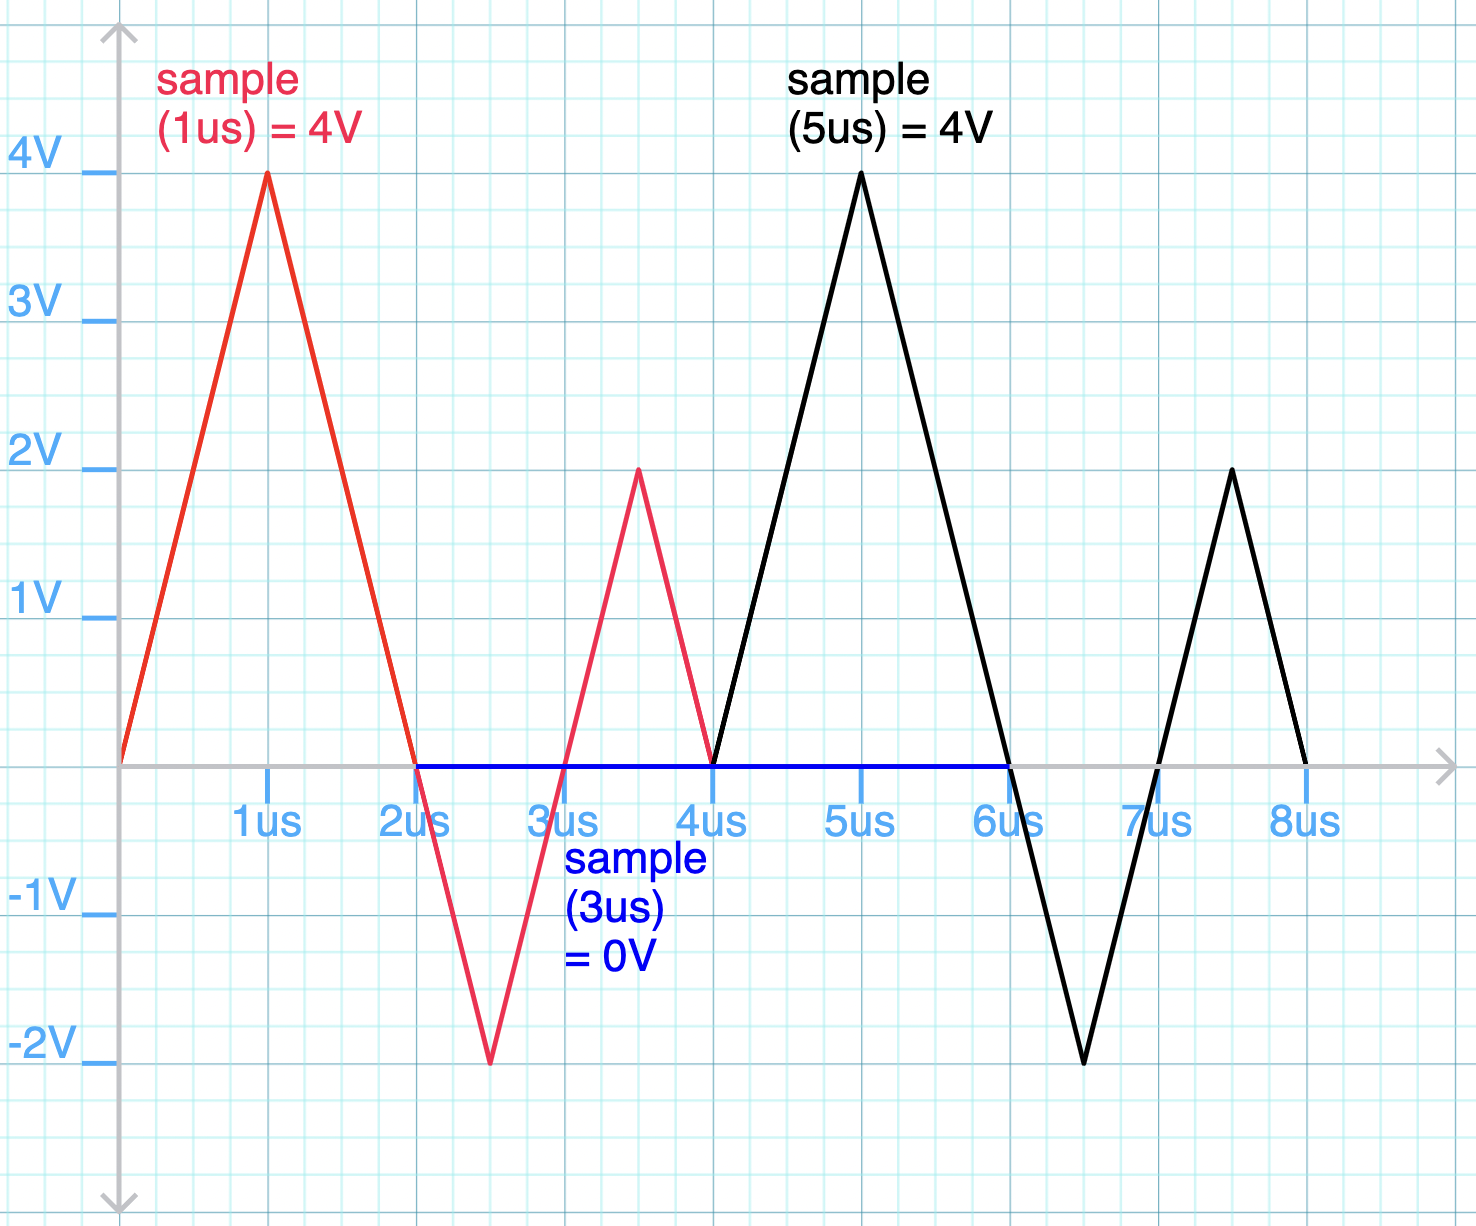 sample
(1us) = 4V
sample
(5us) = 4V
4V
3V
2V
1V
1us
2us
3us
4us
5us
6us
7us
8us
sample
(3us)
= 0V
-1V
-2V